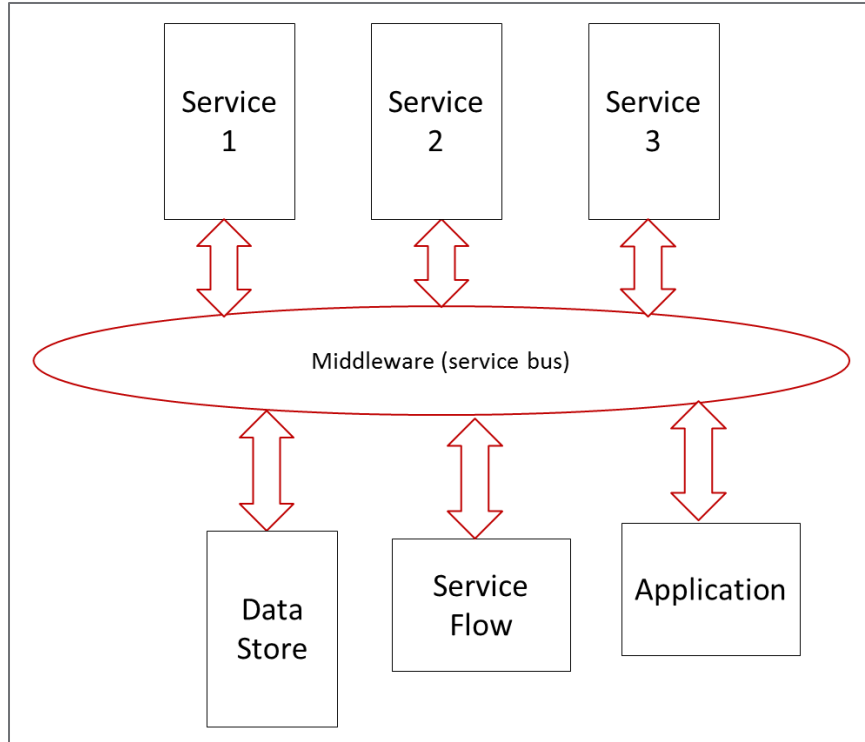 Service
1
Service
2
Service
3
Middleware (service bus)
Data
Store
Service
Flow
Application